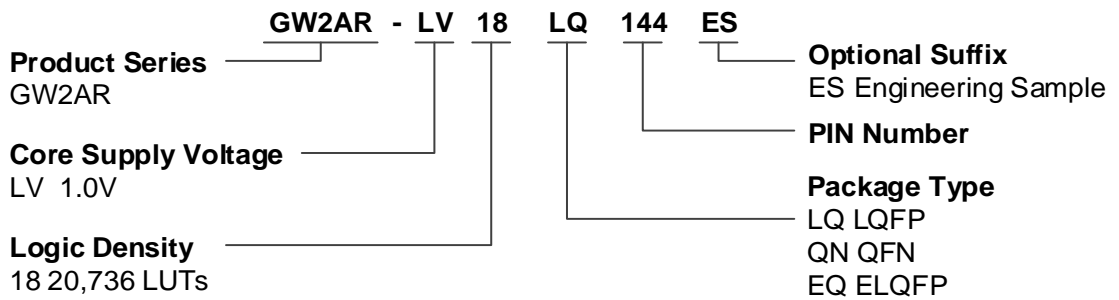 GW2AR - LV 18 LQ 144 ES
Product Series
GW2AR
Core Supply Voltage
LV 1.0V
Logic Density
18 20,736 LUTs
Optional Suffix
ES Engineering Sample
PIN Number
Package Type
LQ LQFP
QN QFN
EQ ELQFP